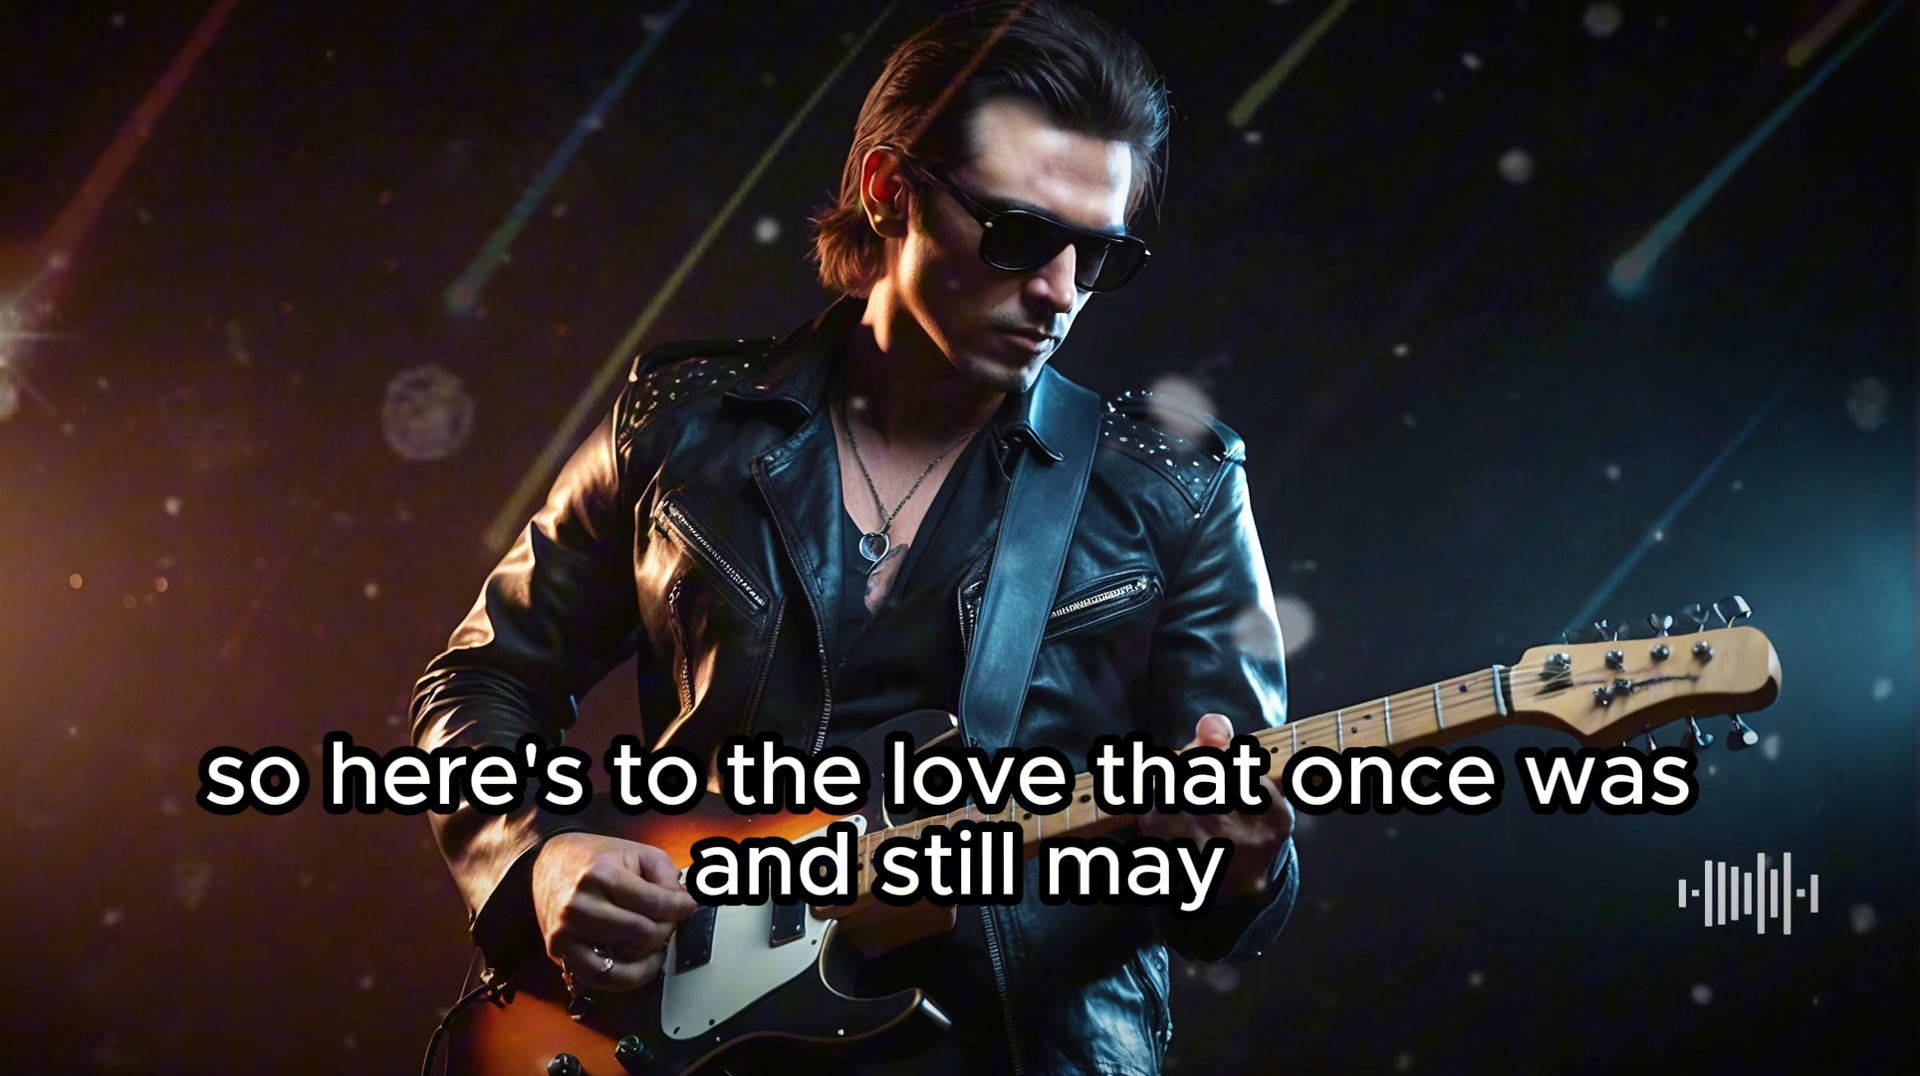 so here's to the love that once was
and still may